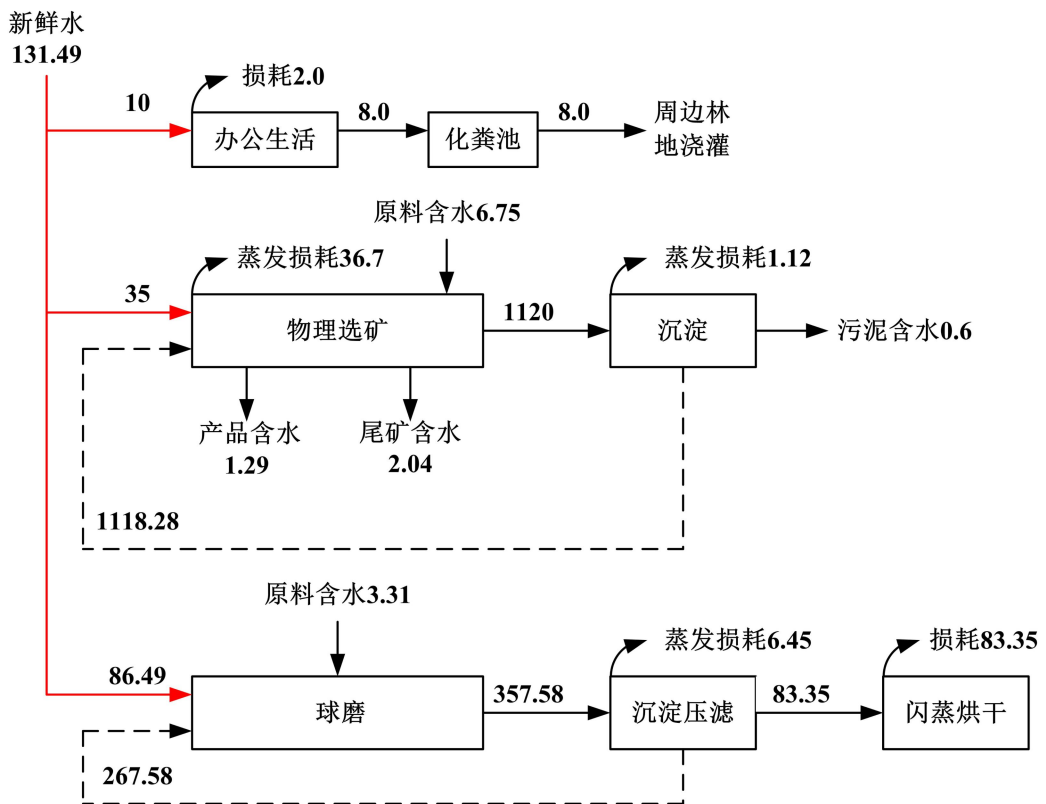 新鲜水
131.49
损耗2.0
10
8.0
8.0
办公生活
化粪池
周边林
地浇灌
原料含水6.75
蒸发损耗36.7
蒸发损耗1.12
35
1120
物理选矿
沉淀
污泥含水0.6
产品含水
1.29
尾矿含水
2.04
1118.28
原料含水3.31
蒸发损耗6.45
损耗83.35
86.49
357.58
83.35
球磨
沉淀压滤
闪蒸烘干
267.58